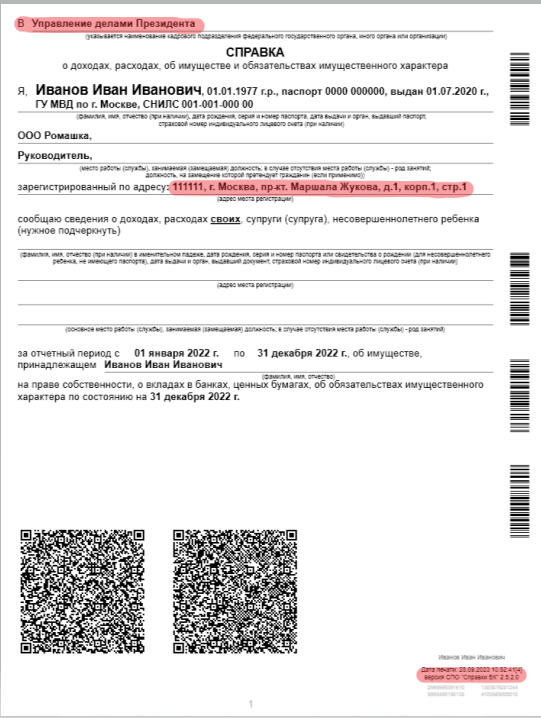 В Управление делами Президента
(указывается наименование кадрового подразделения федерального государственного органа, иного органа или организации)
СПРАВКА
о доходах, расходах, об имуществе и обязательствах имущественного характера
Я, Иванов Иван Иванович, 01.01.1977 г.р., паспорт 0000 000000, выдан 01.07.2020 г.,
ГУ МВД по г. Москве, СНИЛС 001-001-000 00
(фамилия, имя, отчество (при наличии), дата рождения, серия и номер паспорта, дата выдачи и орган, выдавший паспорт,
страховой номер индивидуального лицевого счета (при наличии)
ООО Ромашка,
Руководитель,
(место работы (службы), занимаемая (замещаемая) должность; в случае отсутствия места работы (службы) - род занятий;
должность, на замещение которой претендует гражданин (если применимо))
зарегистрированный по адресу: 111111, г. Москва, пр-кт. Маршала Жукова, д.1, корп.1, стр.1
(адрес места регистрации)
сообщаю сведения о доходах, расходах своих, супруги (супруга), несовершеннолетнего ребенка
(нужное подчеркнуть)
(фамилия, имя, отчество (при наличии) в именительном падеже, дата рождения, серия и номер паспорта или свидетельства о рождении (для несовершеннолетнего
ребенка, не имеющего паспорта), дата выдачи и орган, выдавший документ, страховой номер индивидуального лицевого счета (при наличии)
(адрес места регистрации)
(основное место работы (службы), занимаемая (замещаемая) должность; в случае отсутствия места работы (службы) - род занятий)
за отчетный период с 01 января 2022 г. по 31 декабря 2022 г., об имуществе,
принадлежащем Иванов Иван Иванович
(фамилия, имя, отчество)
на праве собственности, о вкладах в банках, ценных бумагах, об обязательствах имущественного
характера по состоянию на 31 декабря 2022 г.
Иванов Иван Иванович
Дата печати: 25.09.2023 10:52:41[4]
версия СПО "Справки БК" 2.5.2.0
1